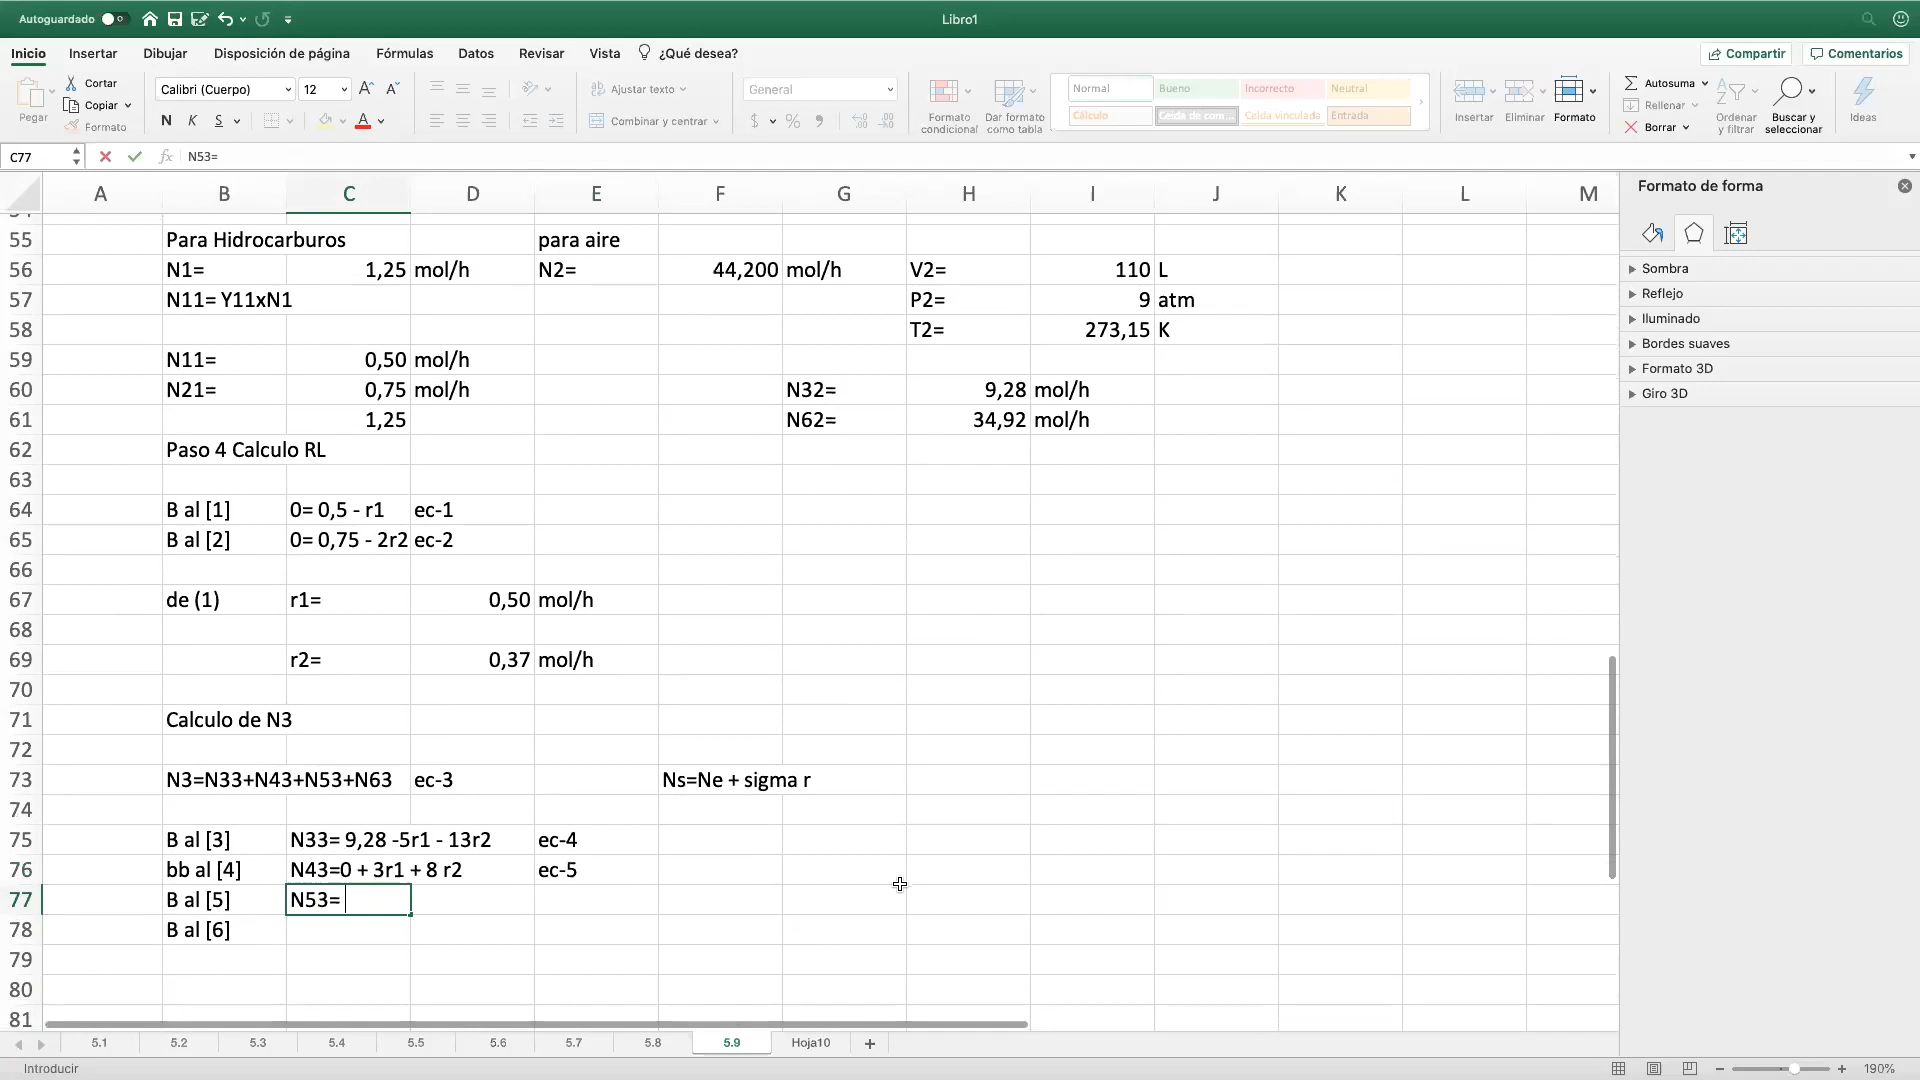 Autoguardado
Libro1
Inicio Insertar Dibujar Disposición de página Fórmulas Datos Revisar Vista ¿Qué desea? Compartir Comentarios
Pegar
Cortar
Copiar
Formato
Calibri (Cuerpo) 12
N K S
Ajustar texto
Combinar y centrar
General
$ %
Formato condicional
Dar formato como tabla
Normal Bueno Incorrecto Neutral
Cálculo Celda de com... Celda vinculada Entrada
Insertar Eliminar Formato
Autosuma
Rellenar
Borrar
Ordenar y filtrar
Buscar y seleccionar
Ideas
C77 fx N53=
A B C D E F G H I J K L M
55 Para Hidrocarburos para aire
56 N1= 1,25 mol/h N2= 44,200 mol/h V2= 110 L
57 N11= Y11xN1 P2= 9 atm
58 T2= 273,15 K
59 N11= 0,50 mol/h
60 N21= 0,75 mol/h N32= 9,28 mol/h
61 1,25 N62= 34,92 mol/h
62 Paso 4 Calculo RL
63
64 B al [1] 0= 0,5 - r1 ec-1
65 B al [2] 0= 0,75 - 2r2 ec-2
66
67 de (1) r1= 0,50 mol/h
68
69 r2= 0,37 mol/h
70
71 Calculo de N3
72
73 N3=N33+N43+N53+N63 ec-3 Ns=Ne + sigma r
74
75 B al [3] N33= 9,28 -5r1 - 13r2 ec-4
76 bb al [4] N43=0 + 3r1 + 8 r2 ec-5
77 B al [5] N53=
78 B al [6]
79
80
81
Formato de forma
Sombra
Reflejo
Iluminado
Bordes suaves
Formato 3D
Giro 3D
5.1 5.2 5.3 5.4 5.5 5.6 5.7 5.8 5.9 Hoja10
Introducir
190%